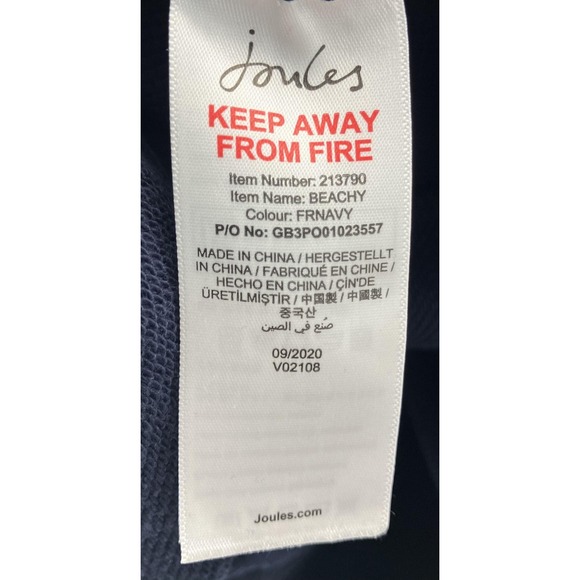 Joules
KEEP AWAY
FROM FIRE
Item Number: 213790
Item Name: BEACHY
Colour: FRNAVY
P/O No: GB3PO01023557
MADE IN CHINA / HERGESTELLT
IN CHINA / FABRIQUÉ EN CHINE /
HECHO EN CHINA / ÇİN'DE
ÜRETİLMİŞTİR / 中国製 / 中國製 /
중국산
صُنع في الصين
09/2020
V02108
Joules.com